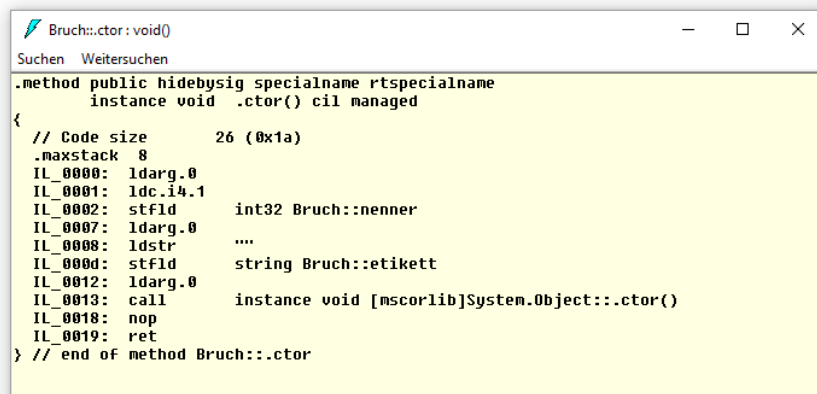 Bruch::.ctor : void()
Suchen Weitersuchen
.method public hidebysig specialname rtspecialname
        instance void  .ctor() cil managed
{
  // Code size       26 (0x1a)
  .maxstack  8
  IL_0000:  ldarg.0
  IL_0001:  ldc.i4.1
  IL_0002:  stfld      int32 Bruch::nenner
  IL_0007:  ldarg.0
  IL_0008:  ldstr      ""
  IL_000d:  stfld      string Bruch::etikett
  IL_0012:  ldarg.0
  IL_0013:  call       instance void [mscorlib]System.Object::.ctor()
  IL_0018:  nop
  IL_0019:  ret
} // end of method Bruch::.ctor